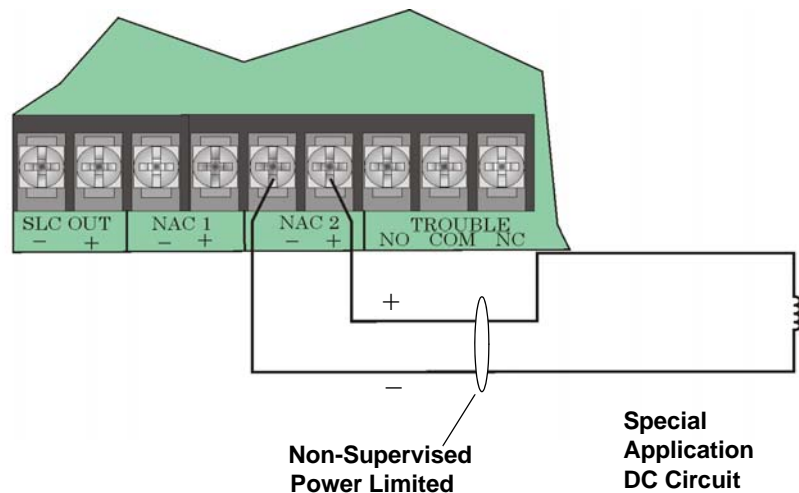 SLC OUT NAC 1 NAC 2 TROUBLE
− + − + − + NO COM NC
+
−
Non-Supervised
Power Limited
Special
Application
DC Circuit